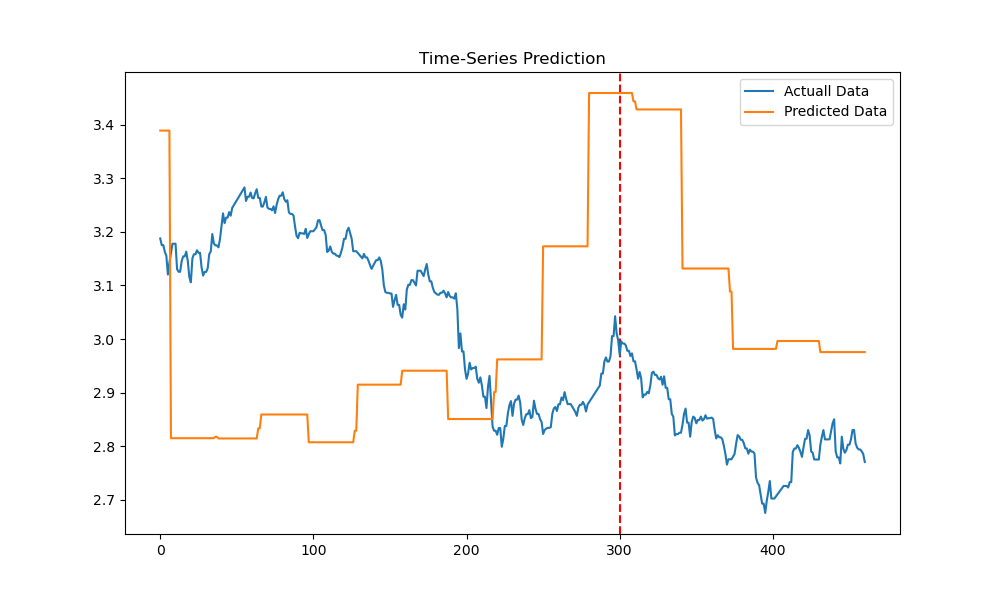 Time-Series Prediction
Actuall Data
Predicted Data
3.4
3.3
3.2
3.1
3.0
2.9
2.8
2.7
0 100 200 300 400